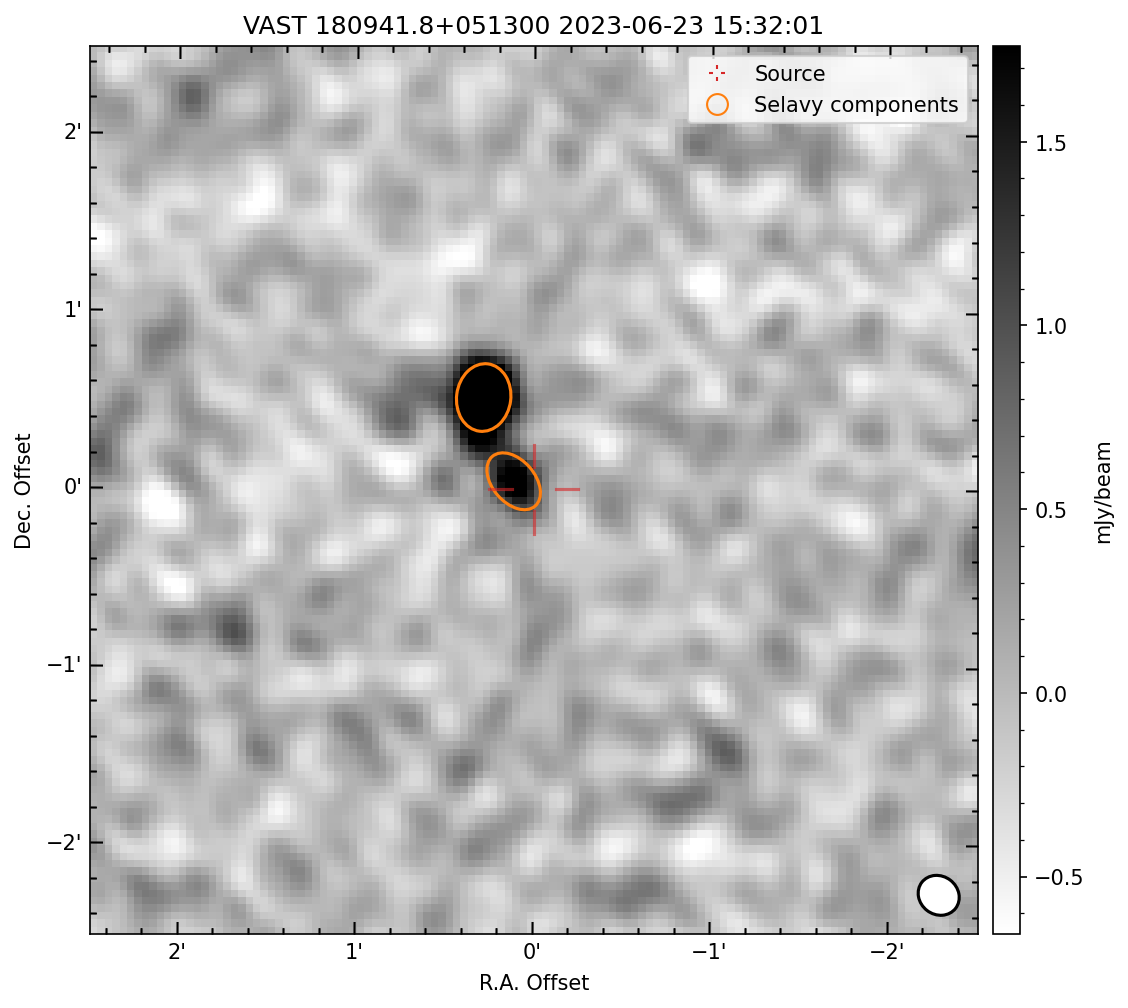 VAST 180941.8+051300 2023-06-23 15:32:01
Source
Selavy components
2'
1'
0'
−1'
−2'
Dec. Offset
2'
1'
0'
−1'
−2'
R.A. Offset
1.5
1.0
0.5
0.0
−0.5
mJy/beam